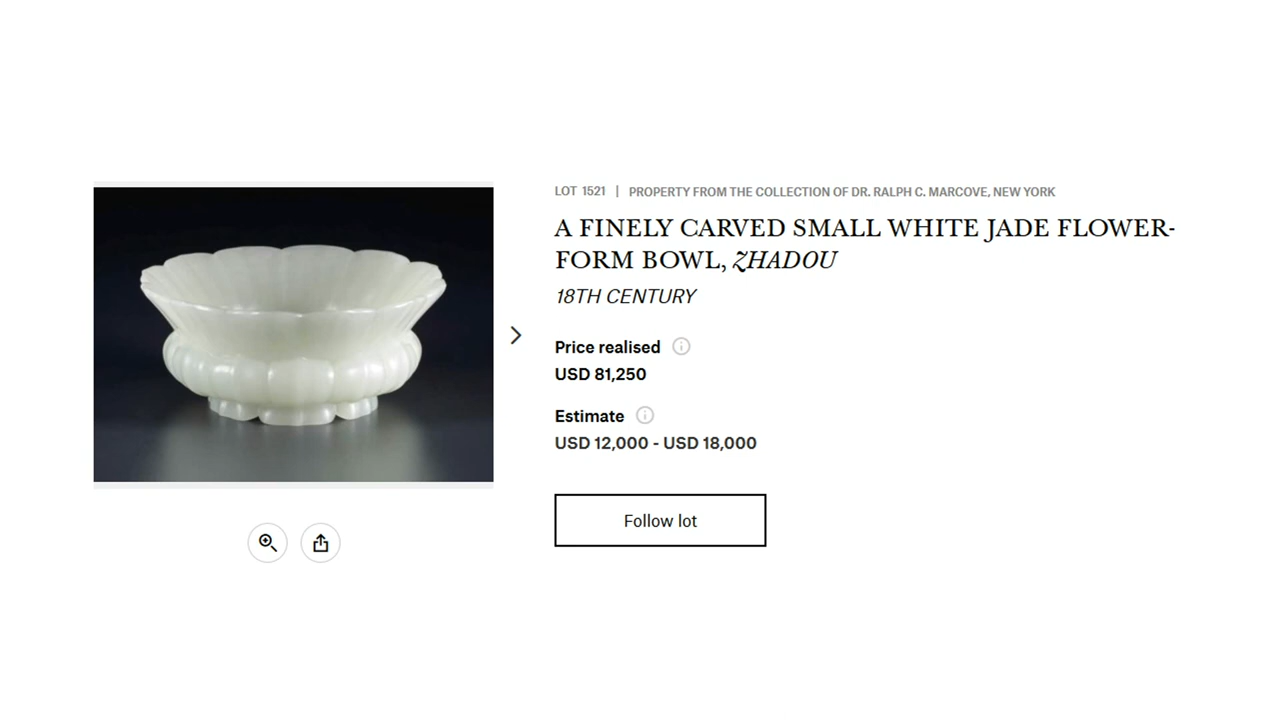 LOT 1521 | PROPERTY FROM THE COLLECTION OF DR. RALPH C. MARCOVE, NEW YORK
A FINELY CARVED SMALL WHITE JADE FLOWER-
FORM BOWL, ZHADOU
18TH CENTURY
Price realised
USD 81,250
Estimate
USD 12,000 - USD 18,000
Follow lot